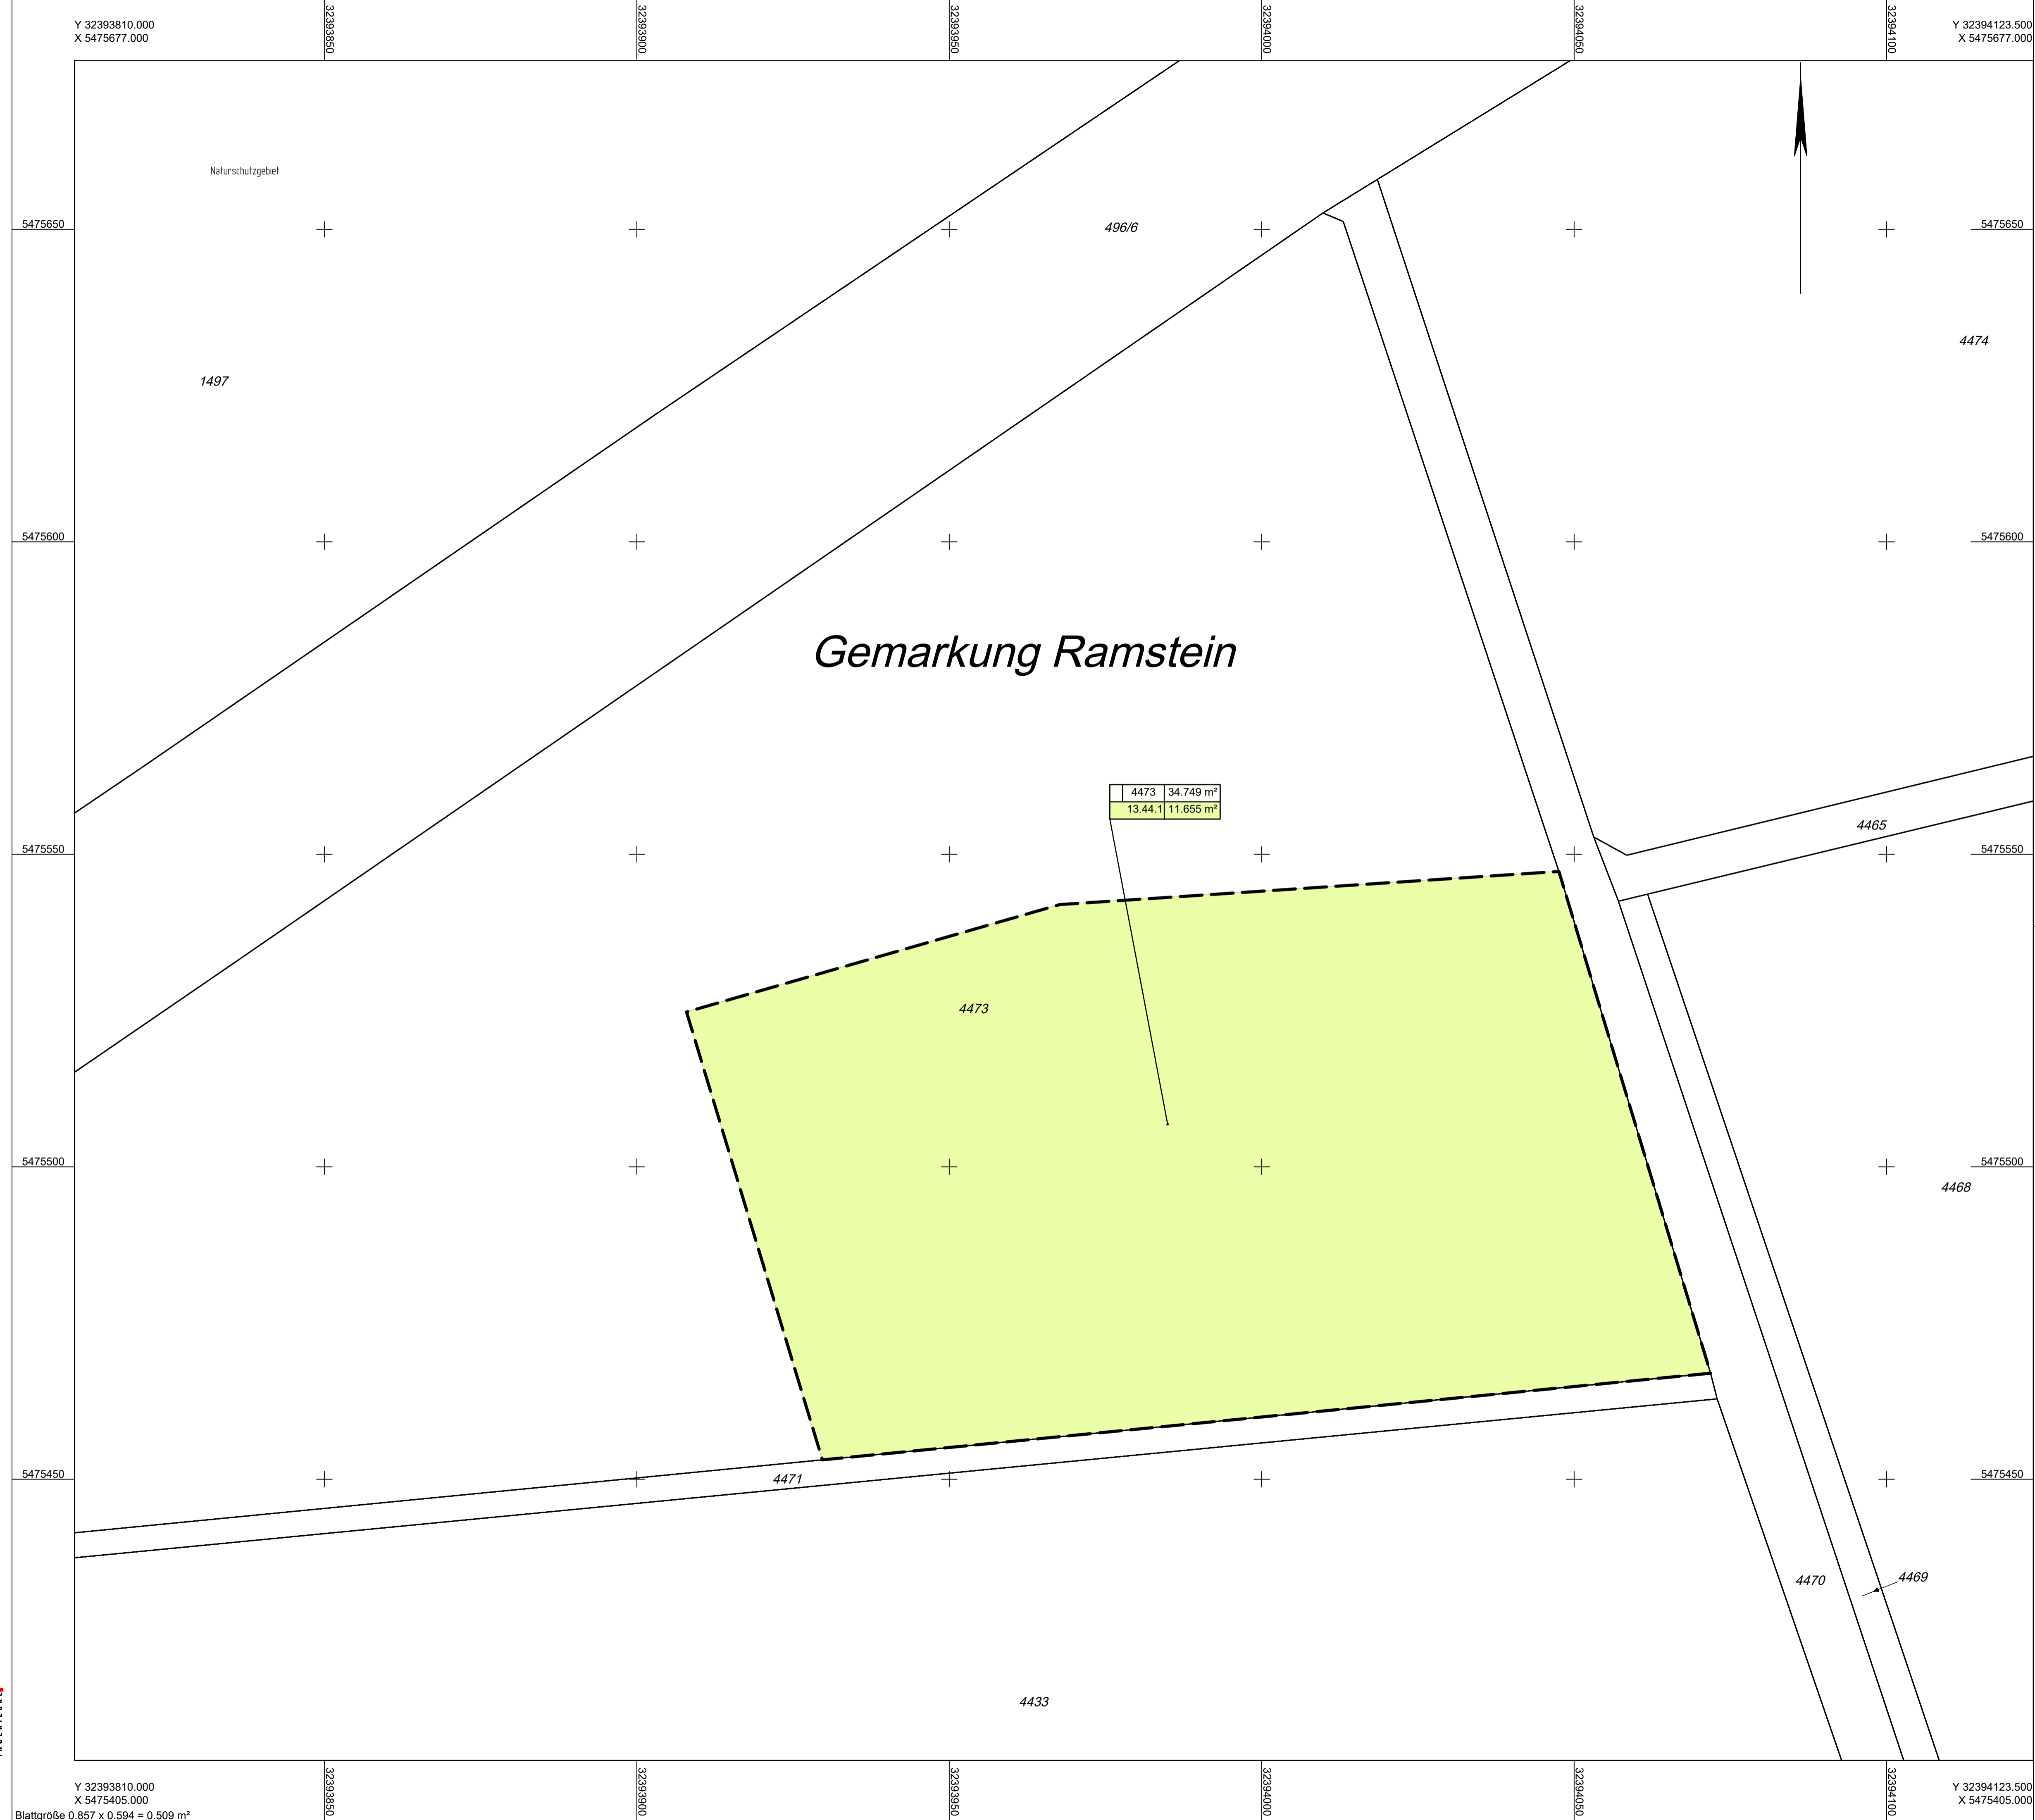 Y 32393810.000
X 5475677.000
32393850
32393900
32393950
32394000
32394050
32394100
Y 32394123.500
X 5475677.000
Naturschutzgebiet
5475650
496/6
5475650
4474
1497
5475600
5475600
Gemarkung Ramstein
4473 34.749 m²
13.44.1 11.655 m²
4465
5475550
5475550
4473
5475500
5475500
4468
5475450
4471
5475450
4470
4469
4433
Y 32393810.000
X 5475405.000
32393850
32393900
32393950
32394000
32394050
32394100
Y 32394123.500
X 5475405.000
Blattgröße 0.857 x 0.594 = 0.509 m²